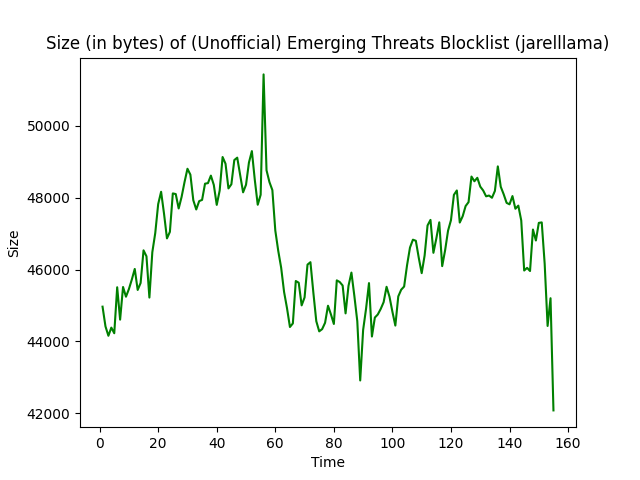 Size (in bytes) of (Unofficial) Emerging Threats Blocklist (jarelllama)
50000
48000
46000
44000
42000
Size
0 20 40 60 80 100 120 140 160
Time